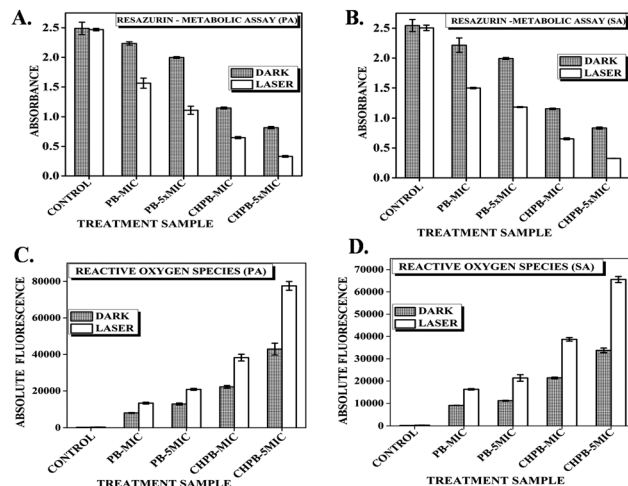 A.
RESAZURIN - METABOLIC ASSAY (PA)
DARK
LASER
ABSORBANCE
2.5
2.0
1.5
1.0
0.5
0.0
CONTROL
PB-MIC
PB-5xMIC
CHPB-MIC
CHPB-5xMIC
TREATMENT SAMPLE
B.
RESAZURIN -METABOLIC ASSAY (SA)
DARK
LASER
ABSORBANCE
2.5
2.0
1.5
1.0
0.5
0.0
CONTROL
PB-MIC
PB-5xMIC
CHPB-MIC
CHPB-5xMIC
TREATMENT SAMPLE
C.
REACTIVE OXYGEN SPECIES (PA)
DARK
LASER
ABSOLUTE FLUORESCENCE
80000
60000
40000
20000
0
CONTROL
PB-MIC
PB-5MIC
CHPB-MIC
CHPB-5MIC
TREATMENT SAMPLE
D.
REACTIVE OXYGEN SPECIES (SA)
DARK
LASER
ABSOLUTE FLUORESCENCE
70000
60000
50000
40000
30000
20000
10000
0
CONTROL
PB-MIC
PB-5MIC
CHPB-MIC
CHPB-5MIC
TREATMENT SAMPLE